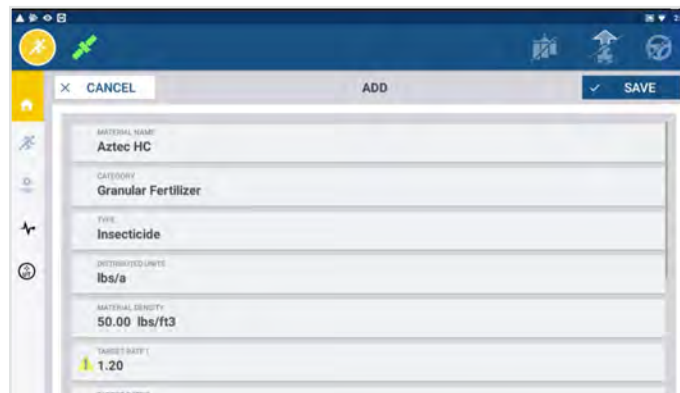 CANCEL
ADD
SAVE
MATERIAL NAME
Aztec HC
CATEGORY
Granular Fertilizer
TYPE
Insecticide
DISTRIBUTED UNITS
lbs/a
MATERIAL DENSITY
50.00 lbs/ft3
TARGET RATE 1
1.20